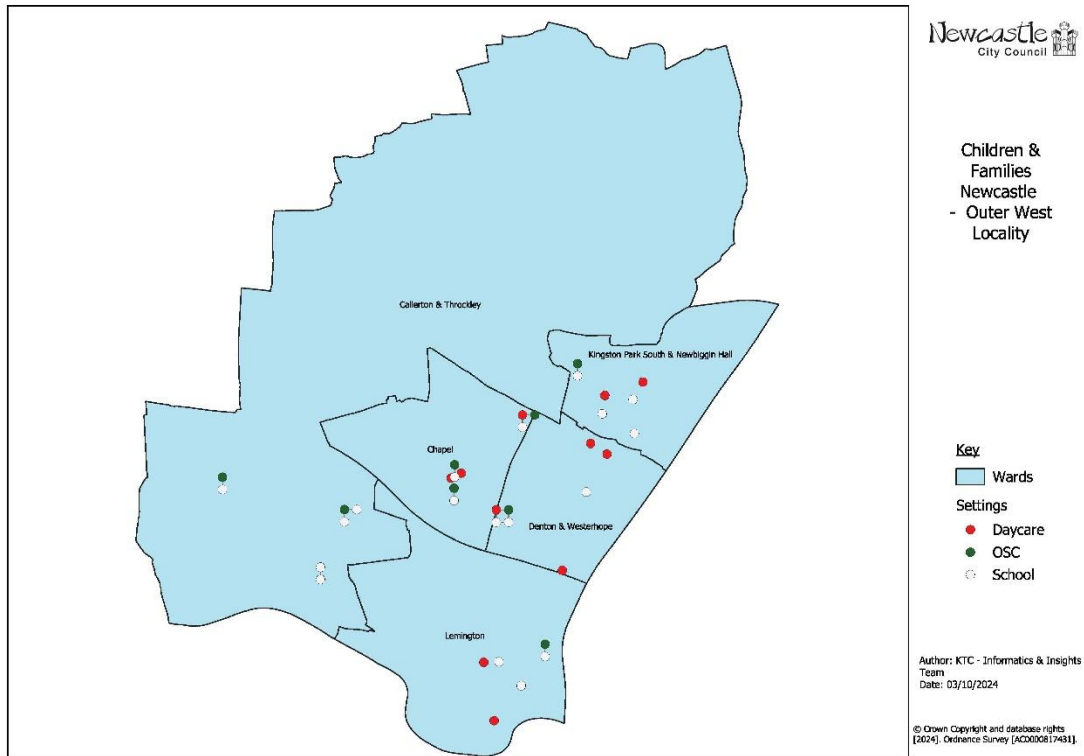 Newcastle
City Council
Children &
Families
Newcastle
- Outer West
Locality
Callerton & Throckley
Kingston Park South & Newbiggin Hall
Chapel
Denton & Westerhope
Lemington
Key
Wards
Settings
Daycare
OSC
School
Author: KTC - Informatics & Insights
Team
Date: 03/10/2024
© Crown Copyright and database rights
[2024]. Ordnance Survey [AC0000817431].